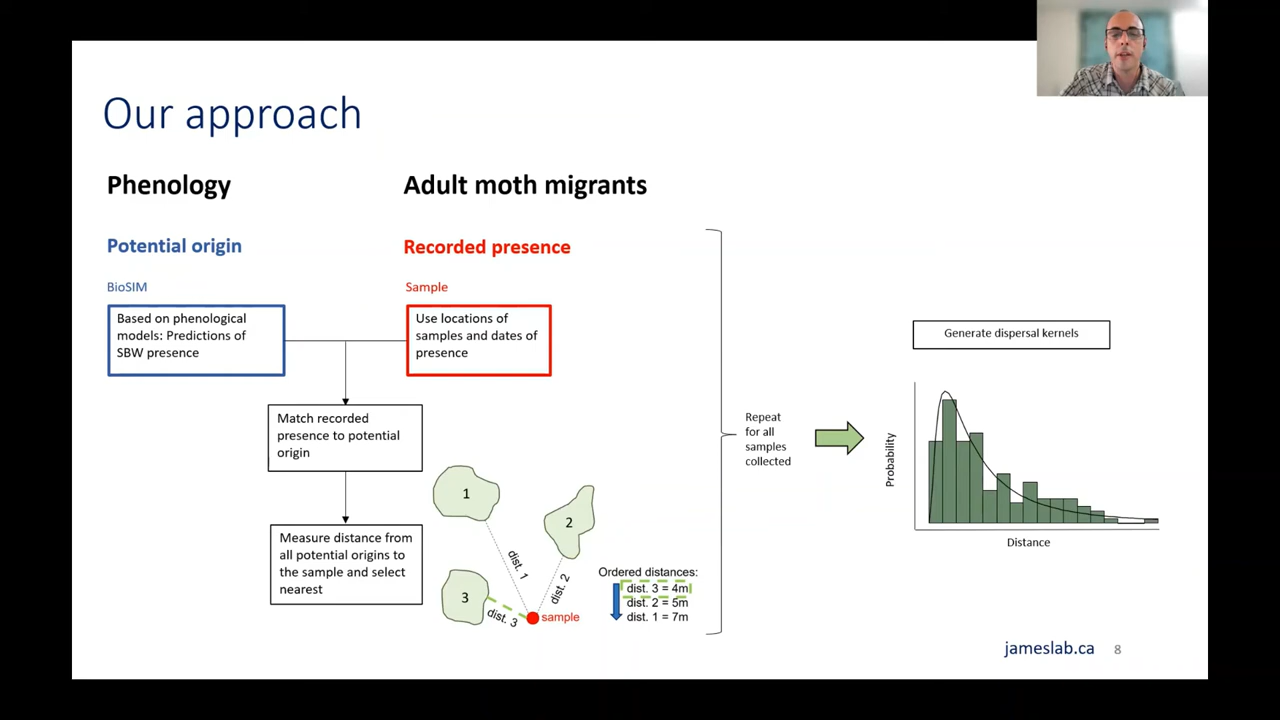 Our approach
Phenology
Adult moth migrants
Potential origin
Recorded presence
BioSIM
Sample
Based on phenological
models: Predictions of
SBW presence
Use locations of
samples and dates of
presence
Match recorded
presence to potential
origin
Measure distance from
all potential origins to
the sample and select
nearest
1
2
3
dist. 1
dist. 2
dist. 3
sample
Ordered distances:
dist. 3 = 4m
dist. 2 = 5m
dist. 1 = 7m
Repeat
for all
samples
collected
Generate dispersal kernels
Probability
Distance
jameslab.ca
8